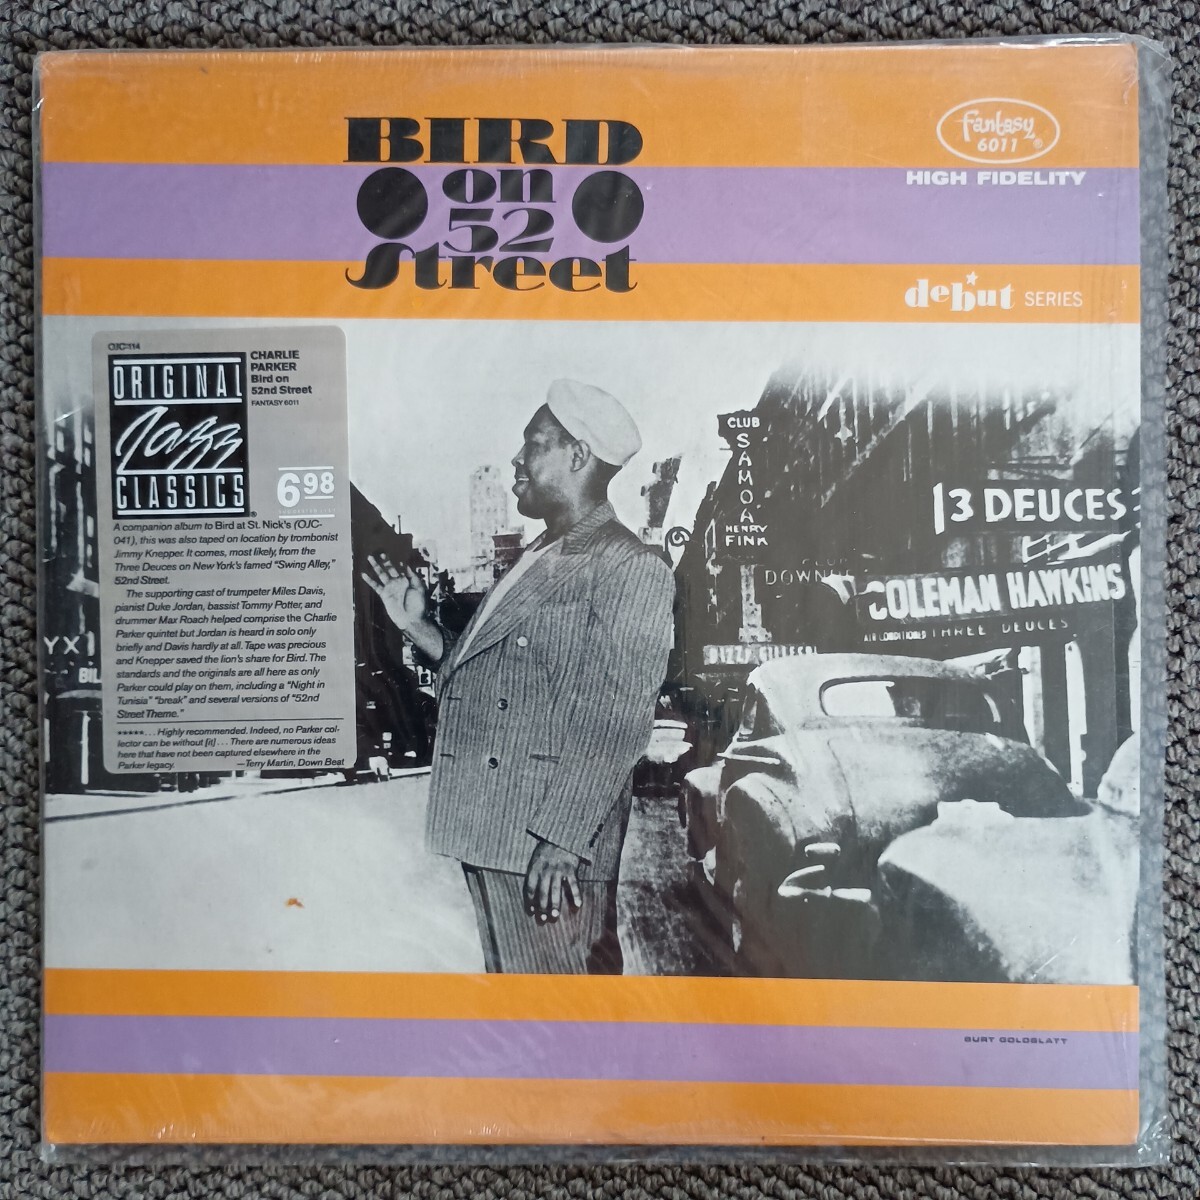 BIRD
on
52
Street
Fantasy
6011
®
HIGH FIDELITY
debut SERIES
OJC-114
ORIGINAL
Jazz
CLASSICS
®
CHARLIE
PARKER
Bird on
52nd Street
FANTASY 6011
6.98
A companion album to Bird at St. Nick's (OJC-
041), this was also taped on location by trombonist
Jimmy Knepper. It comes, most likely, from the
Three Deuces on New York's famed "Swing Alley,"
52nd Street.
The supporting cast of trumpeter Miles Davis,
pianist Duke Jordan, bassist Tommy Potter, and
drummer Max Roach helped comprise the Charlie
Parker quintet but Jordan is heard in solo only
briefly and Davis hardly at all. Tape was precious
and Knepper saved the lion's share for Bird. The
standards and the originals are all here as only
Parker could play on them, including a "Night in
Tunisia" "break" and several versions of "52nd
Street Theme."
★★★★★ . . . Highly recommended. Indeed, no Parker col-
lector can be without [it] . . . There are numerous ideas
here that have not been captured elsewhere in the
Parker legacy. —Terry Martin, Down Beat
CLUB
SAMOA
HENRY
FINK
3 DEUCES
DOWN
COLEMAN HAWKINS
AIR CONDITIONED THREE DEUCES
DIZZY GILLESPI
YX
BIL
13
BURT GOLDBLATT